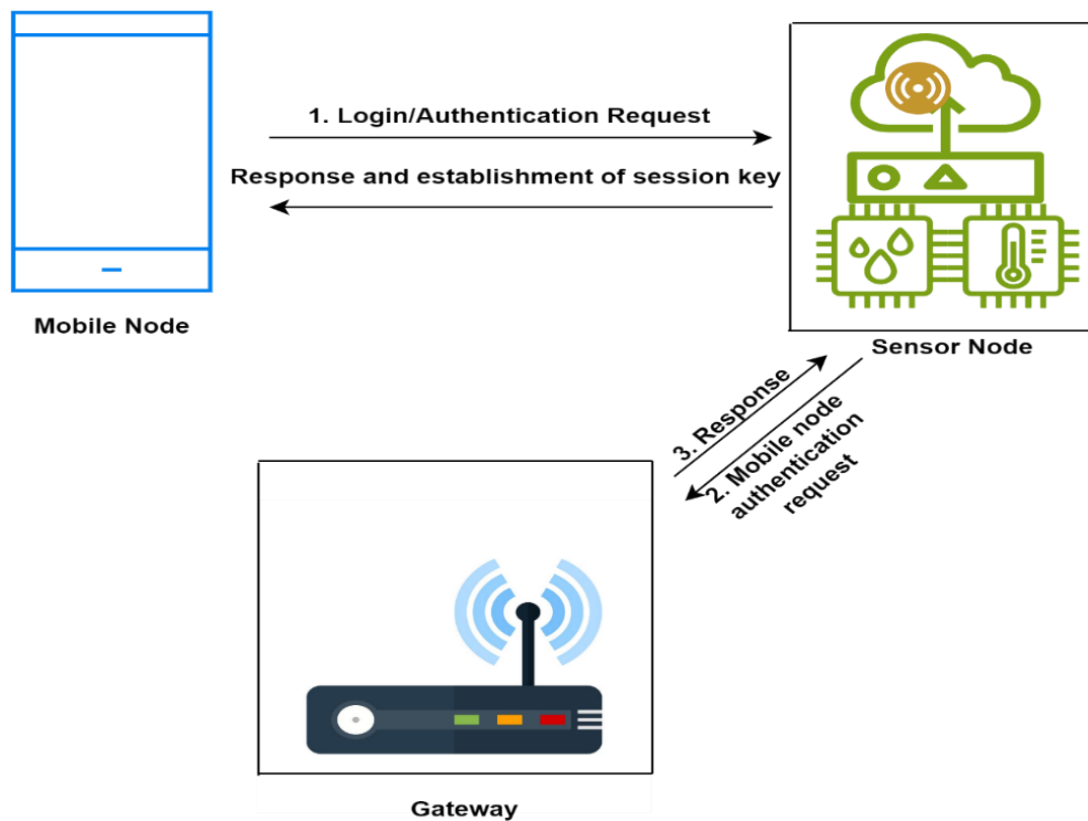 1. Login/Authentication Request
Response and establishment of session key
Mobile Node
Sensor Node
3. Response
2. Mobile node
authentication
request
Gateway